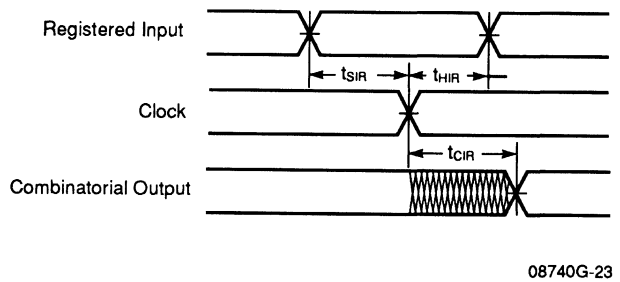 Registered Input
tSIR
tHIR
Clock
tCIR
Combinatorial Output
08740G-23